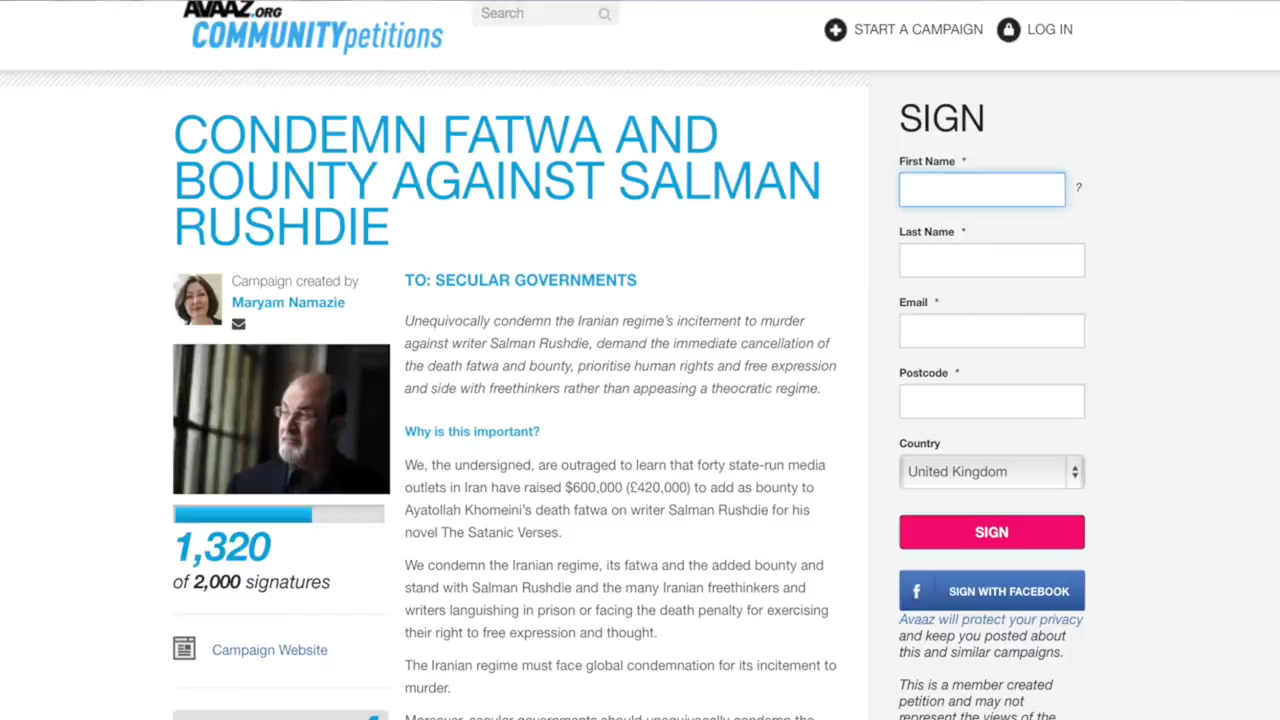 AVAAZ.ORG
COMMUNITYpetitions
Search
START A CAMPAIGN
LOG IN
CONDEMN FATWA AND
BOUNTY AGAINST SALMAN
RUSHDIE
Campaign created by
Maryam Namazie
1,320
of 2,000 signatures
Campaign Website
TO: SECULAR GOVERNMENTS
Unequivocally condemn the Iranian regime's incitement to murder
against writer Salman Rushdie, demand the immediate cancellation of
the death fatwa and bounty, prioritise human rights and free expression
and side with freethinkers rather than appeasing a theocratic regime.
Why is this important?
We, the undersigned, are outraged to learn that forty state-run media
outlets in Iran have raised $600,000 (£420,000) to add as bounty to
Ayatollah Khomeini's death fatwa on writer Salman Rushdie for his
novel The Satanic Verses.
We condemn the Iranian regime, its fatwa and the added bounty and
stand with Salman Rushdie and the many Iranian freethinkers and
writers languishing in prison or facing the death penalty for exercising
their right to free expression and thought.
The Iranian regime must face global condemnation for its incitement to
murder.
Moreover, secular governments should unequivocally condemn the
SIGN
First Name *
?
Last Name *
Email *
Postcode *
Country
United Kingdom
SIGN
f SIGN WITH FACEBOOK
Avaaz will protect your privacy
and keep you posted about
this and similar campaigns.
This is a member created
petition and may not
represent the views of the